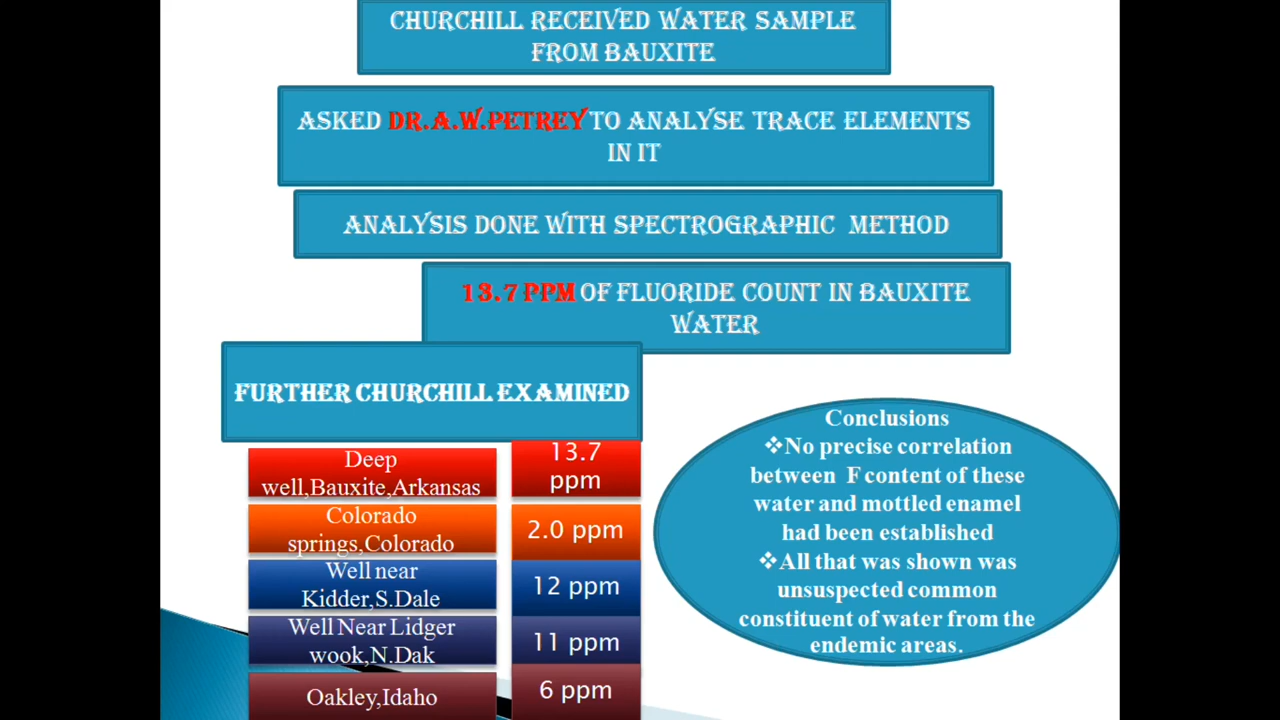 CHURCHILL RECEIVED WATER SAMPLE
FROM BAUXITE
ASKED DR.A.W.PETREY TO ANALYSE TRACE ELEMENTS
IN IT
ANALYSIS DONE WITH SPECTROGRAPHIC METHOD
13.7 PPM OF FLUORIDE COUNT IN BAUXITE
WATER
FURTHER CHURCHILL EXAMINED
Deep
well,Bauxite,Arkansas
13.7
ppm
Colorado
springs,Colorado
2.0 ppm
Well near
Kidder,S.Dale
12 ppm
Well Near Lidger
wook,N.Dak
11 ppm
Oakley,Idaho
6 ppm
Conclusions
❖No precise correlation
between F content of these
water and mottled enamel
had been established
❖All that was shown was
unsuspected common
constituent of water from the
endemic areas.